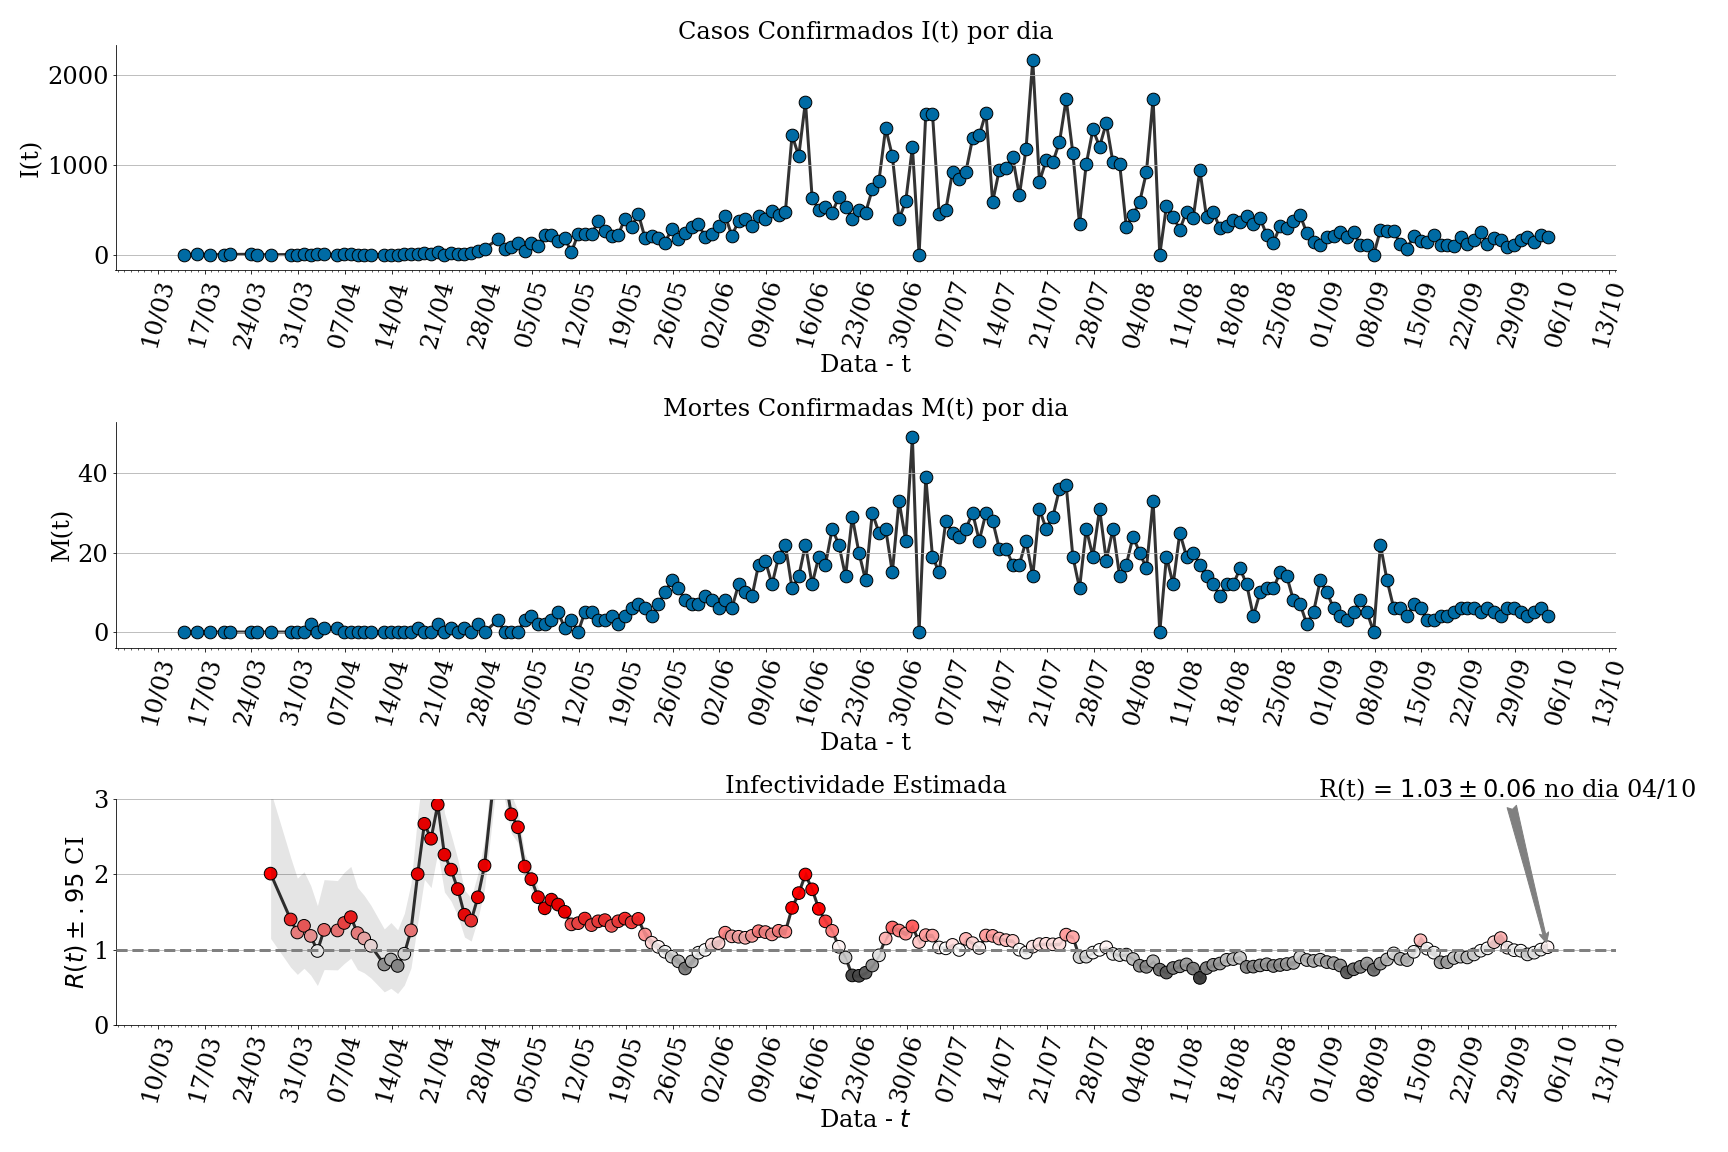 Casos Confirmados I(t) por dia
I(t)
2000
1000
0
10/03 17/03 24/03 31/03 07/04 14/04 21/04 28/04 05/05 12/05 19/05 26/05 02/06 09/06 16/06 23/06 30/06 07/07 14/07 21/07 28/07 04/08 11/08 18/08 25/08 01/09 08/09 15/09 22/09 29/09 06/10 13/10
Data - t
Mortes Confirmadas M(t) por dia
M(t)
40
20
0
10/03 17/03 24/03 31/03 07/04 14/04 21/04 28/04 05/05 12/05 19/05 26/05 02/06 09/06 16/06 23/06 30/06 07/07 14/07 21/07 28/07 04/08 11/08 18/08 25/08 01/09 08/09 15/09 22/09 29/09 06/10 13/10
Data - t
Infectividade Estimada
R(t) = 1.03 ± 0.06 no dia 04/10
R(t) ± .95 CI
3
2
1
0
10/03 17/03 24/03 31/03 07/04 14/04 21/04 28/04 05/05 12/05 19/05 26/05 02/06 09/06 16/06 23/06 30/06 07/07 14/07 21/07 28/07 04/08 11/08 18/08 25/08 01/09 08/09 15/09 22/09 29/09 06/10 13/10
Data - t